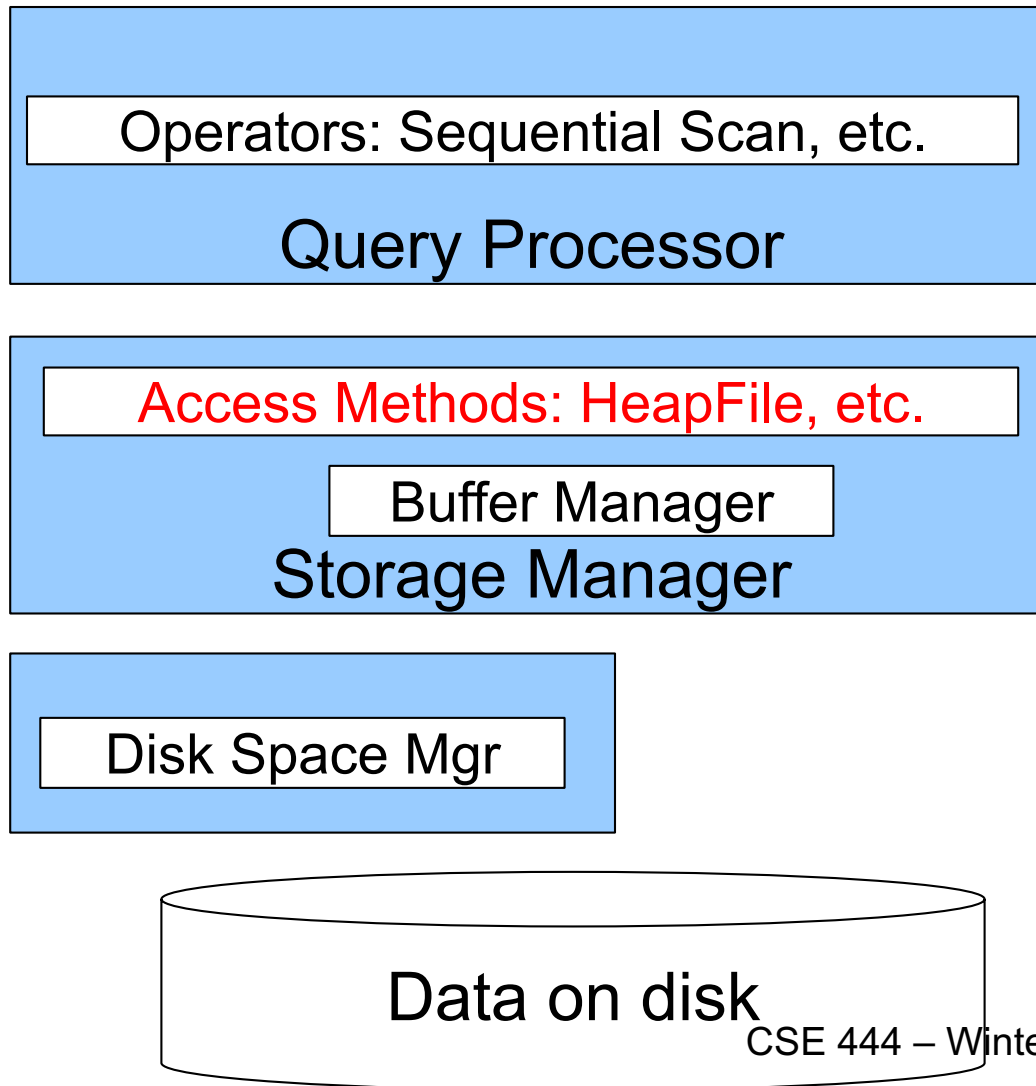 Operators: Sequential Scan, etc.
Query Processor
Access Methods: HeapFile, etc.
Buffer Manager
Storage Manager
Disk Space Mgr
Data on disk
CSE 444 –